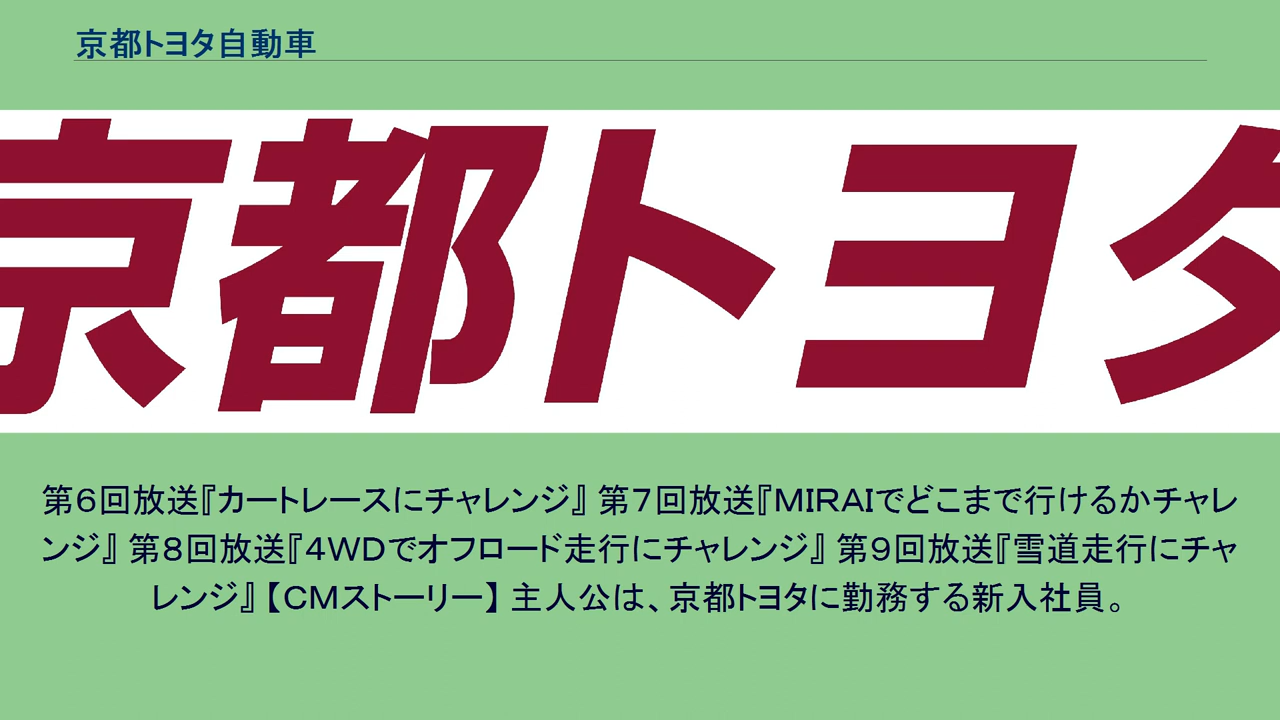 京都トヨタ自動車
京都トヨタ
第6回放送『カートレースにチャレンジ』 第7回放送『MIRAIでどこまで行けるかチャレ
ンジ』 第8回放送『4WDでオフロード走行にチャレンジ』 第9回放送『雪道走行にチャ
レンジ』 【CMストーリー】 主人公は、京都トヨタに勤務する新入社員。